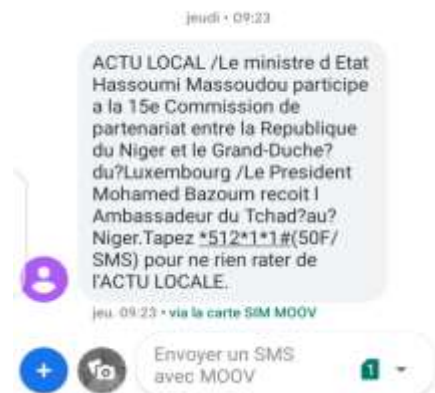 jeudi • 09:23
ACTU LOCAL /Le ministre d Etat
Hassoumi Massoudou participe
a la 15e Commission de
partenariat entre la Republique
du Niger et le Grand-Duche?
du?Luxembourg /Le President
Mohamed Bazoum recoit l
Ambassadeur du Tchad?au?
Niger.Tapez *512*1*1#(50F/
SMS) pour ne rien rater de
l'ACTU LOCALE.
jeu. 09:23 • via la carte SIM MOOV
Envoyer un SMS
avec MOOV
1